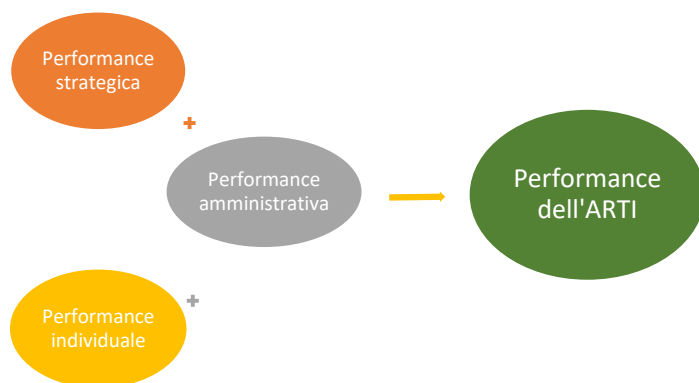 Performance
strategica
+
Performance
amministrativa
+
Performance
individuale
Performance
dell'ARTI